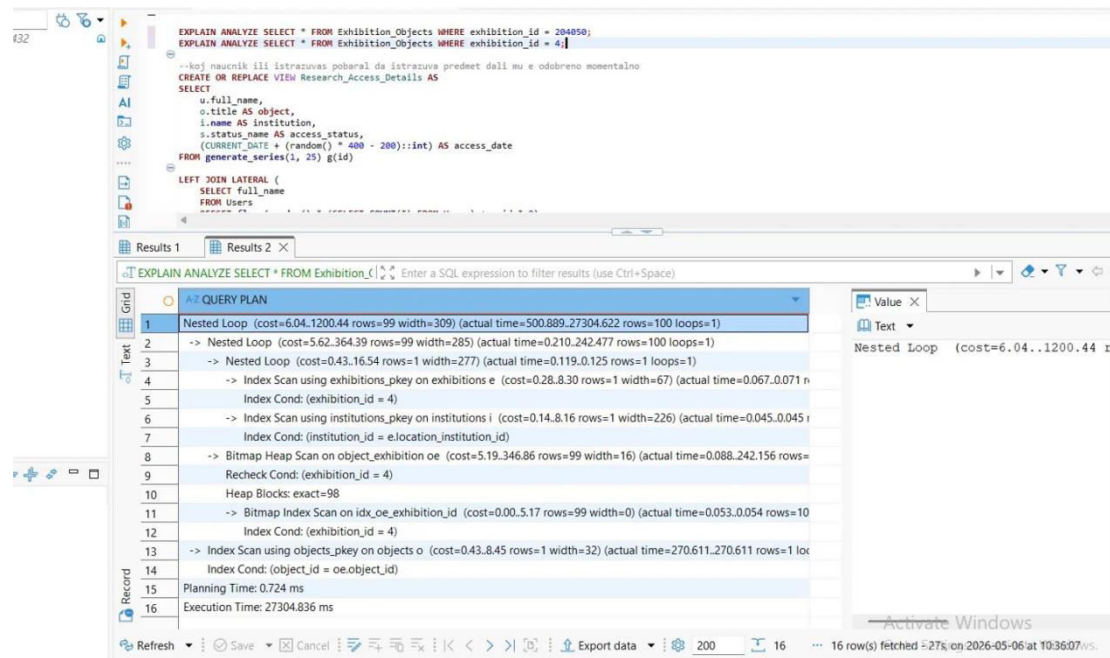 432
EXPLAIN ANALYZE SELECT * FROM Exhibition_Objects WHERE exhibition_id = 204050;
EXPLAIN ANALYZE SELECT * FROM Exhibition_Objects WHERE exhibition_id = 4;
--koj naucnik ili istrazuvas pobaral da istrazuva predmet dali mu e odobreno momentalno
CREATE OR REPLACE VIEW Research_Access_Details AS
SELECT
u.full_name,
o.title AS object,
i.name AS institution,
s.status_name AS access_status,
(CURRENT_DATE + (random() * 400 - 200)::int) AS access_date
FROM generate_series(1, 25) g(id)
LEFT JOIN LATERAL (
SELECT full_name
FROM Users
AI
Results 1
Results 2
EXPLAIN ANALYZE SELECT * FROM Exhibition_( Enter a SQL expression to filter results (use Ctrl+Space)
Grid
Text
Record
A-Z QUERY PLAN
1 Nested Loop (cost=6.04..1200.44 rows=99 width=309) (actual time=500.889..27304.622 rows=100 loops=1)
2 -> Nested Loop (cost=5.62..364.39 rows=99 width=285) (actual time=0.210..242.477 rows=100 loops=1)
3 -> Nested Loop (cost=0.43..16.54 rows=1 width=277) (actual time=0.119..0.125 rows=1 loops=1)
4 -> Index Scan using exhibitions_pkey on exhibitions e (cost=0.28..8.30 rows=1 width=67) (actual time=0.067..0.071 r
5 Index Cond: (exhibition_id = 4)
6 -> Index Scan using institutions_pkey on institutions i (cost=0.14..8.16 rows=1 width=226) (actual time=0.045..0.045 r
7 Index Cond: (institution_id = e.location_institution_id)
8 -> Bitmap Heap Scan on object_exhibition oe (cost=5.19..346.86 rows=99 width=16) (actual time=0.088..242.156 rows=
9 Recheck Cond: (exhibition_id = 4)
10 Heap Blocks: exact=98
11 -> Bitmap Index Scan on idx_oe_exhibition_id (cost=0.00..5.17 rows=99 width=0) (actual time=0.053..0.054 rows=10
12 Index Cond: (exhibition_id = 4)
13 -> Index Scan using objects_pkey on objects o (cost=0.43..8.45 rows=1 width=32) (actual time=270.611..270.611 rows=1 loo
14 Index Cond: (object_id = oe.object_id)
15 Planning Time: 0.724 ms
16 Execution Time: 27304.836 ms
Value
Text
Nested Loop (cost=6.04..1200.44 r
Activate Windows
Refresh Save Cancel Export data 200 16 16 row(s) fetched - 27s, on 2026-05-06 at 10:36:07